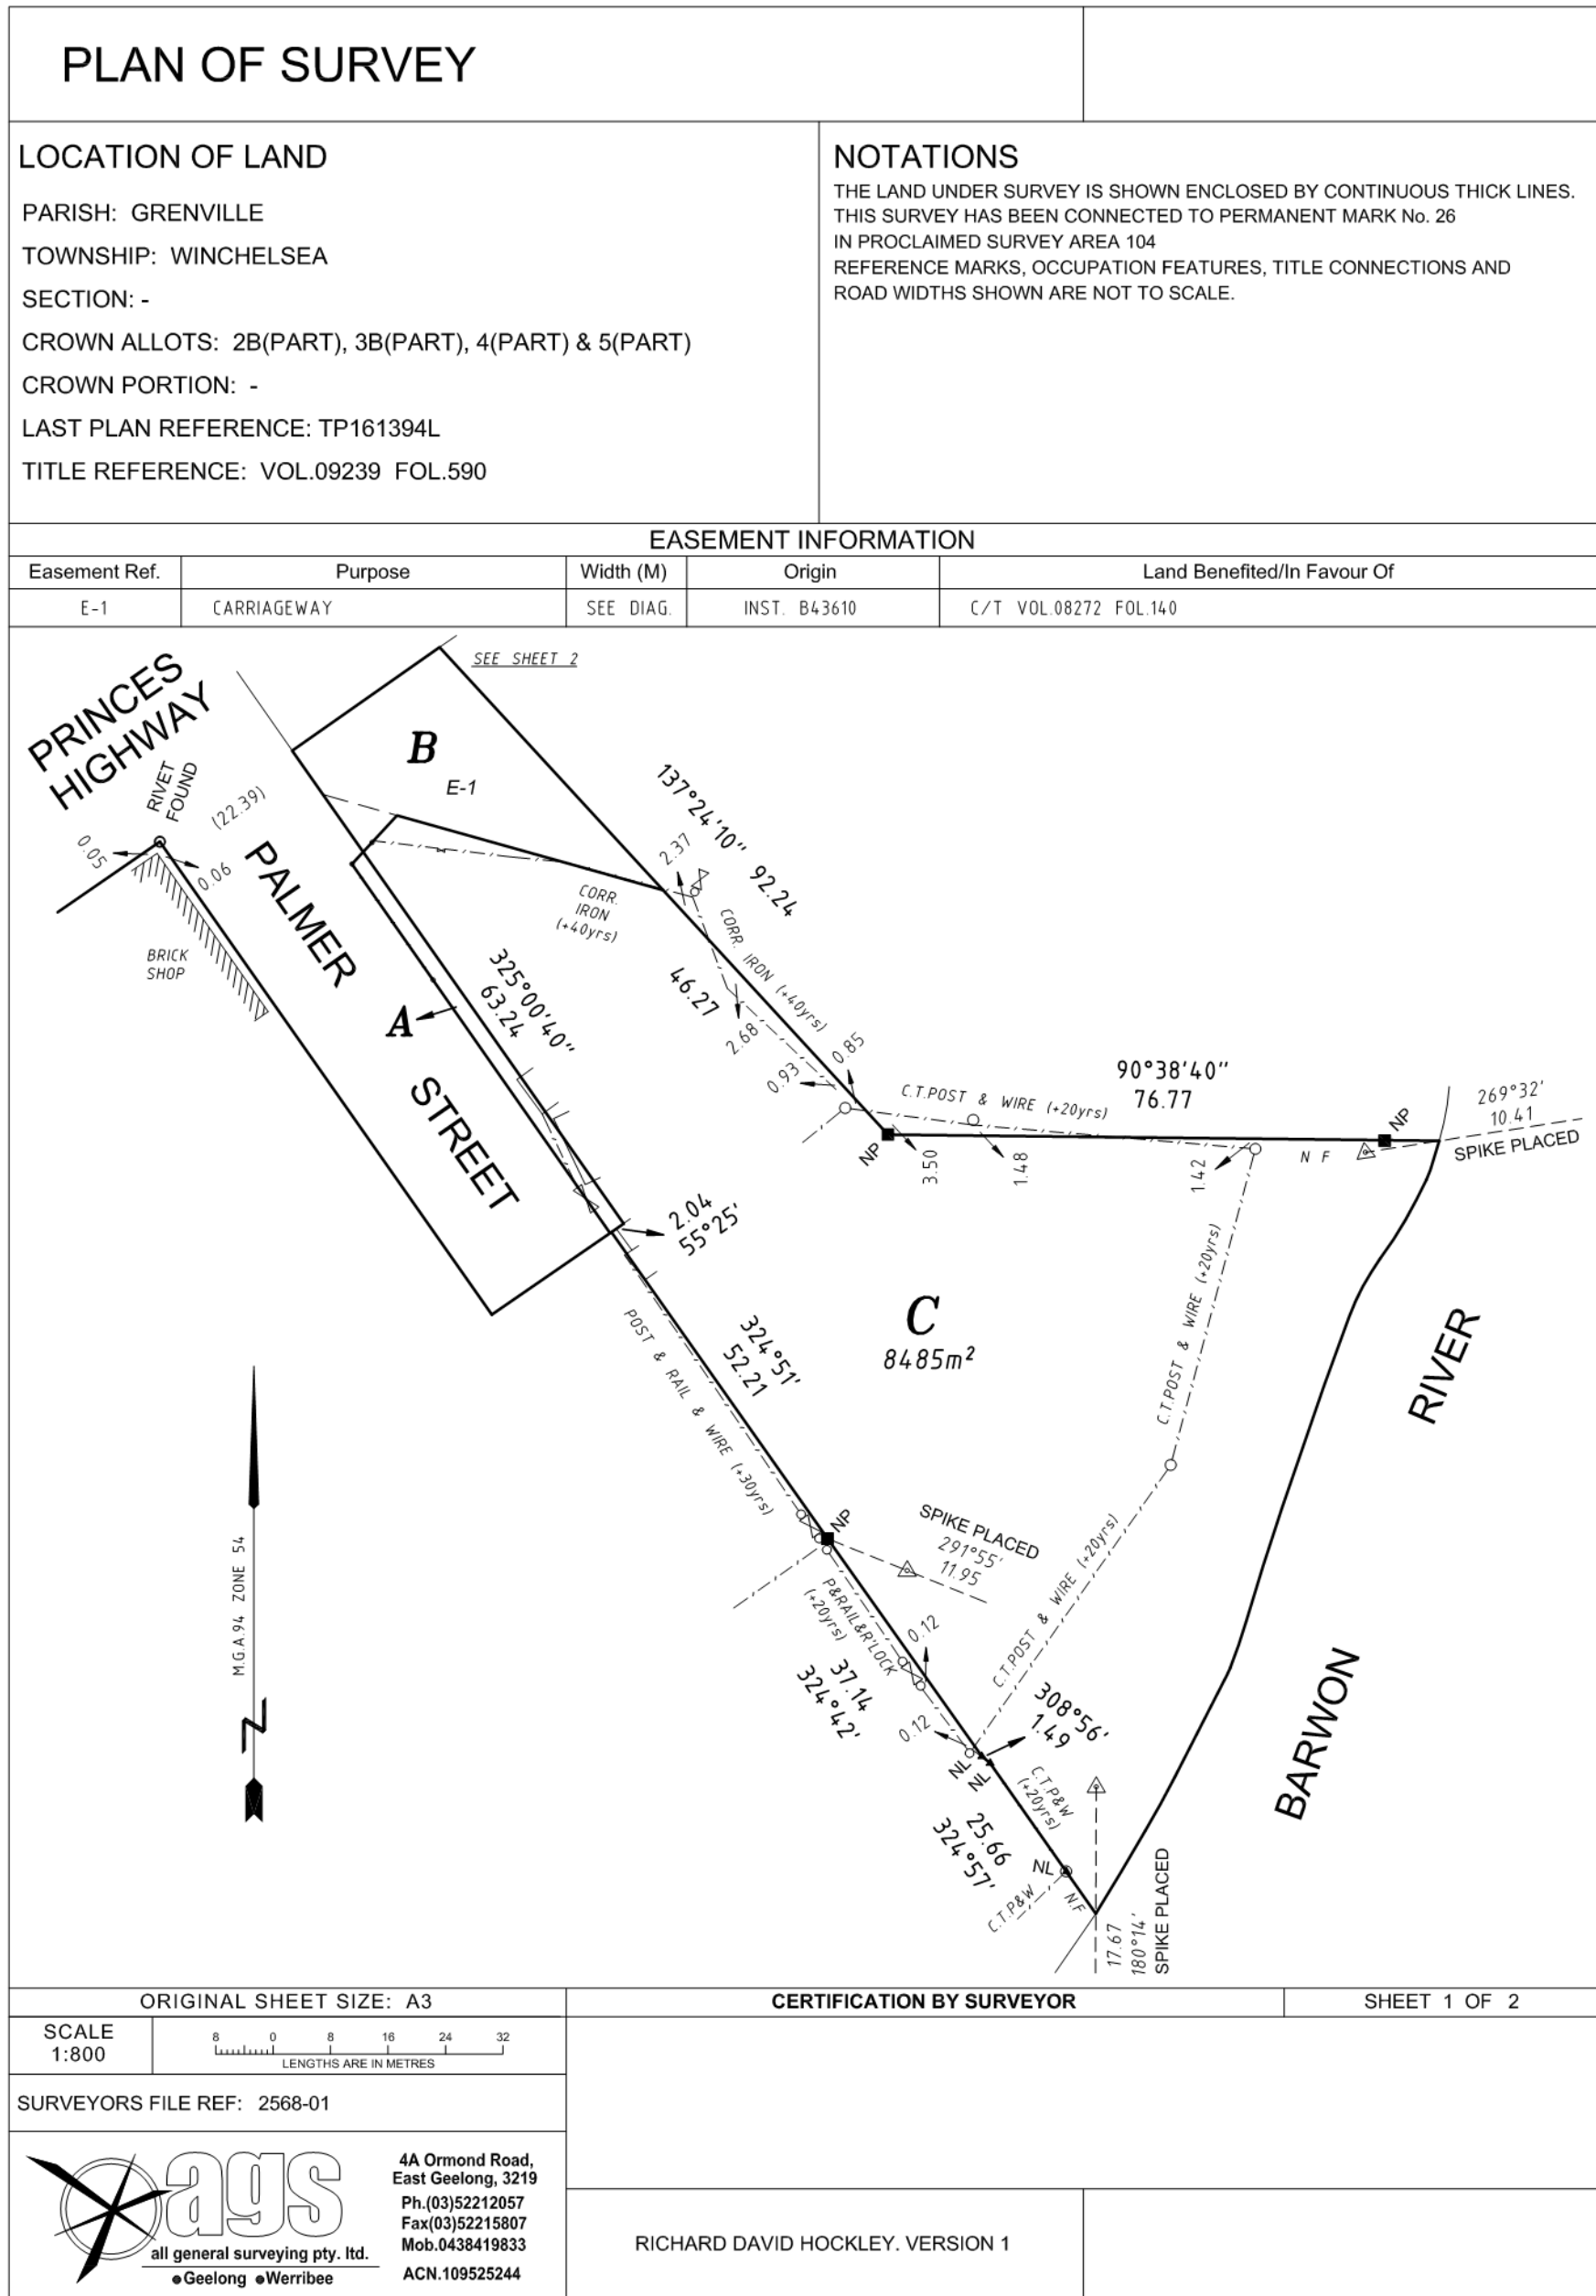 PLAN OF SURVEY
LOCATION OF LAND
PARISH: GRENVILLE
TOWNSHIP: WINCHELSEA
SECTION: -
CROWN ALLOTS: 2B(PART), 3B(PART), 4(PART) & 5(PART)
CROWN PORTION: -
LAST PLAN REFERENCE: TP161394L
TITLE REFERENCE: VOL.09239 FOL.590
NOTATIONS
THE LAND UNDER SURVEY IS SHOWN ENCLOSED BY CONTINUOUS THICK LINES.
THIS SURVEY HAS BEEN CONNECTED TO PERMANENT MARK No. 26
IN PROCLAIMED SURVEY AREA 104
REFERENCE MARKS, OCCUPATION FEATURES, TITLE CONNECTIONS AND
ROAD WIDTHS SHOWN ARE NOT TO SCALE.
EASEMENT INFORMATION
Easement Ref. Purpose Width (M) Origin Land Benefited/In Favour Of
E-1 CARRIAGEWAY SEE DIAG. INST. B43610 C/T VOL.08272 FOL.140
SEE SHEET 2
PRINCES
HIGHWAY
B
E-1
RIVET
FOUND
(22.39)
0.05
0.06
BRICK
SHOP
PALMER
STREET
A
137°24'10" 92.24
2.37
CORR.
IRON
(+40yrs)
CORR. IRON (+40yrs)
46.27
2.68
0.93
0.85
325°00'40"
63.24
C.T.POST & WIRE (+20yrs)
90°38'40"
76.77
NP
269°32'
10.41
SPIKE PLACED
NP
3.50
1.48
1.42
N F
2.04
55°25'
C
8485m²
C.T.POST & WIRE (+20yrs)
RIVER
324°51'
52.21
POST & RAIL & WIRE (+30yrs)
NP
SPIKE PLACED
291°55'
11.95
P&RAIL&R'LOCK
(+20yrs)
C.T.POST & WIRE (+20yrs)
37.14
324°42'
0.12
0.12
308°56'
1.49
NL
NL
C.T.P&W
(+20yrs)
25.66
324°57'
NL
N.F
C.T.P&W
17.67
180°14'
SPIKE PLACED
BARWON
M.G.A.94 ZONE 54
ORIGINAL SHEET SIZE: A3
CERTIFICATION BY SURVEYOR
SHEET 1 OF 2
SCALE
1:800
8 0 8 16 24 32
LENGTHS ARE IN METRES
SURVEYORS FILE REF: 2568-01
ags
all general surveying pty. ltd.
Geelong Werribee
4A Ormond Road,
East Geelong, 3219
Ph.(03)52212057
Fax(03)52215807
Mob.0438419833
ACN.109525244
RICHARD DAVID HOCKLEY. VERSION 1